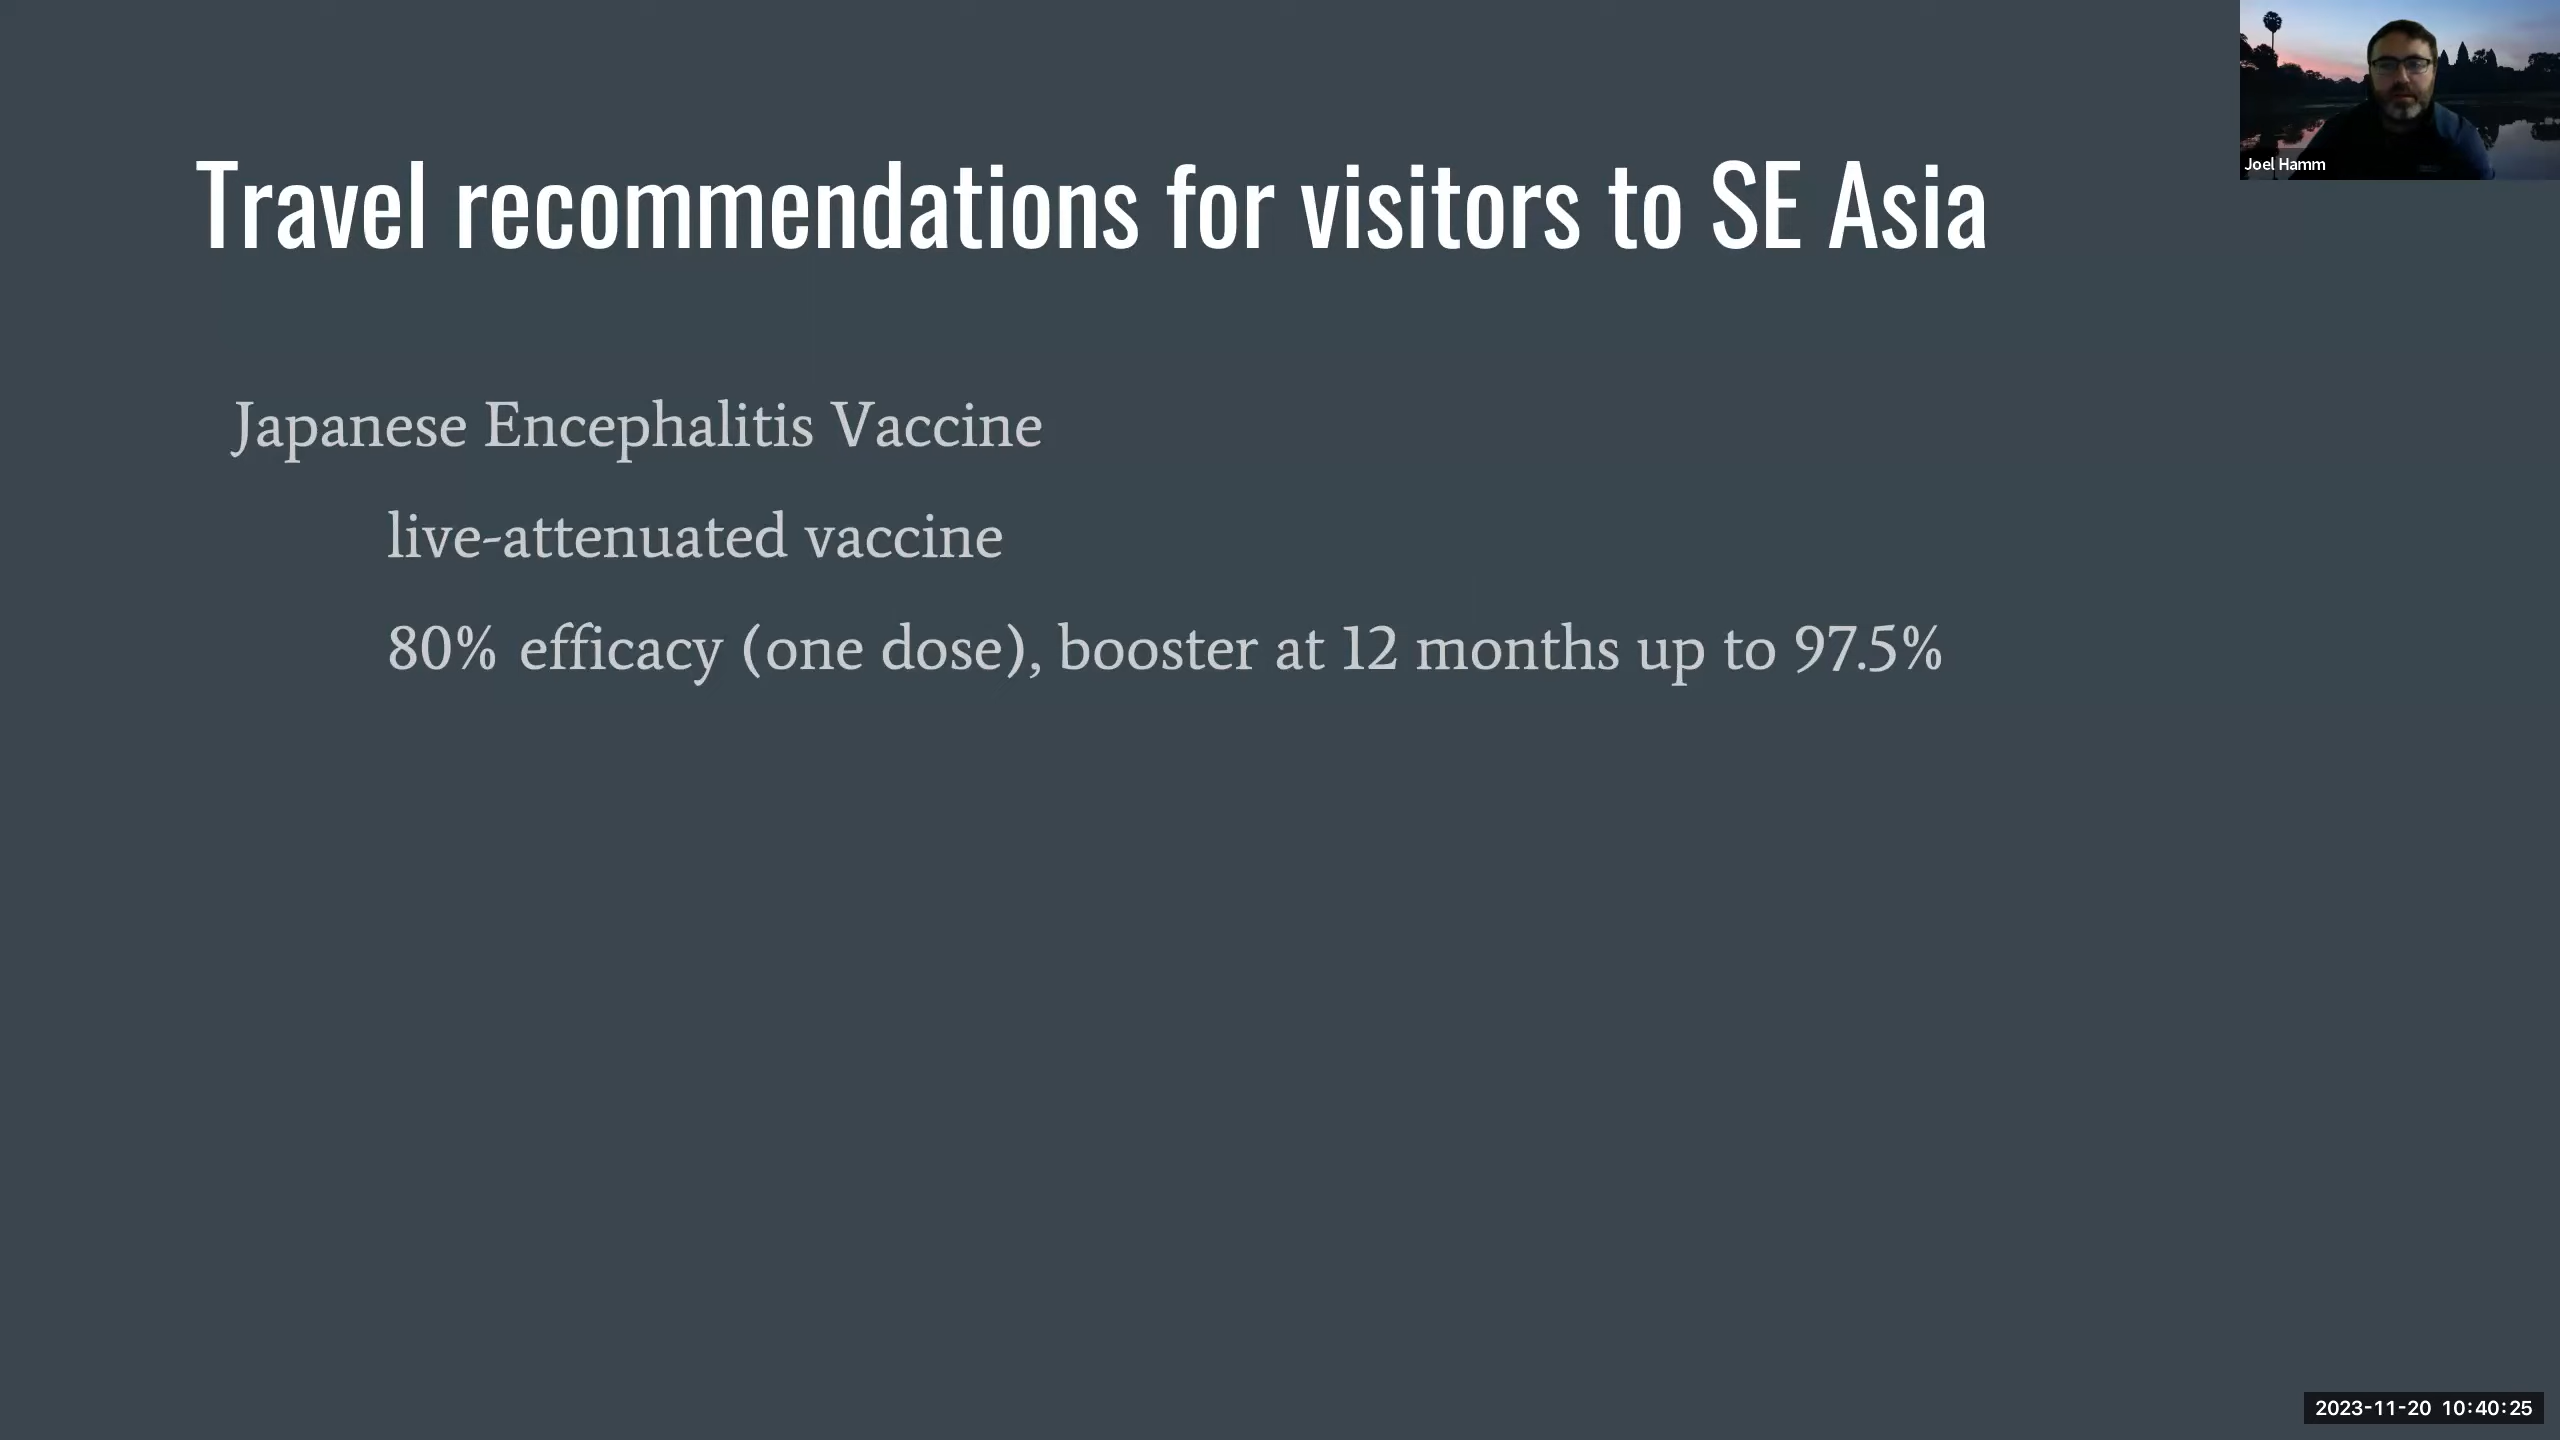 Travel recommendations for visitors to SE Asia
Joel Hamm
Japanese Encephalitis Vaccine
live-attenuated vaccine
80% efficacy (one dose), booster at 12 months up to 97.5%
2023-11-20 10:40:25